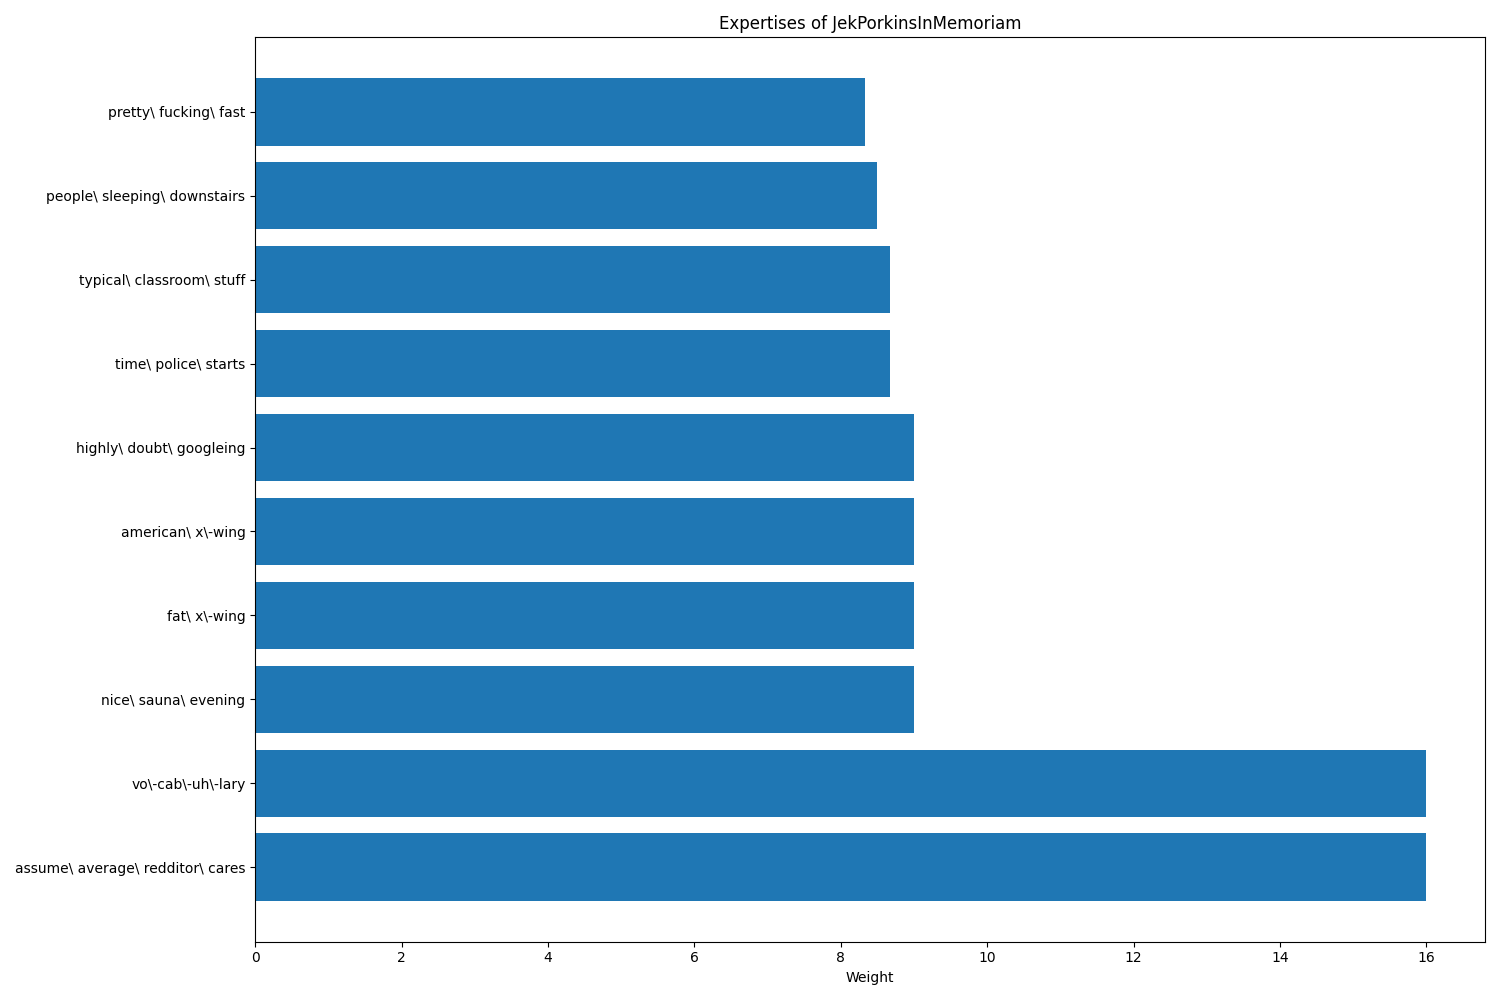 Expertises of JekPorkinsInMemoriam
pretty\ fucking\ fast
people\ sleeping\ downstairs
typical\ classroom\ stuff
time\ police\ starts
highly\ doubt\ googleing
american\ x\-wing
fat\ x\-wing
nice\ sauna\ evening
vo\-cab\-uh\-lary
assume\ average\ redditor\ cares
0 2 4 6 8 10 12 14 16
Weight